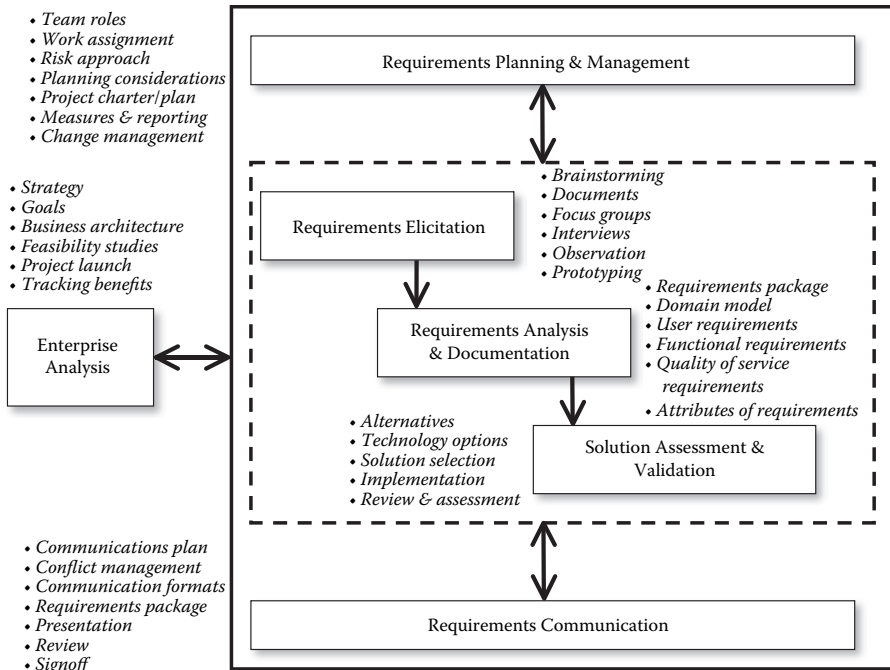 • Team roles
• Work assignment
• Risk approach
• Planning considerations
• Project charter/plan
• Measures & reporting
• Change management
Requirements Planning & Management
• Strategy
• Goals
• Business architecture
• Feasibility studies
• Project launch
• Tracking benefits
Enterprise
Analysis
• Brainstorming
• Documents
• Focus groups
• Interviews
• Observation
• Prototyping
Requirements Elicitation
• Requirements package
• Domain model
• User requirements
• Functional requirements
• Quality of service
requirements
• Attributes of requirements
Requirements Analysis
& Documentation
• Alternatives
• Technology options
• Solution selection
• Implementation
• Review & assessment
Solution Assessment &
Validation
• Communications plan
• Conflict management
• Communication formats
• Requirements package
• Presentation
• Review
• Signoff
Requirements Communication